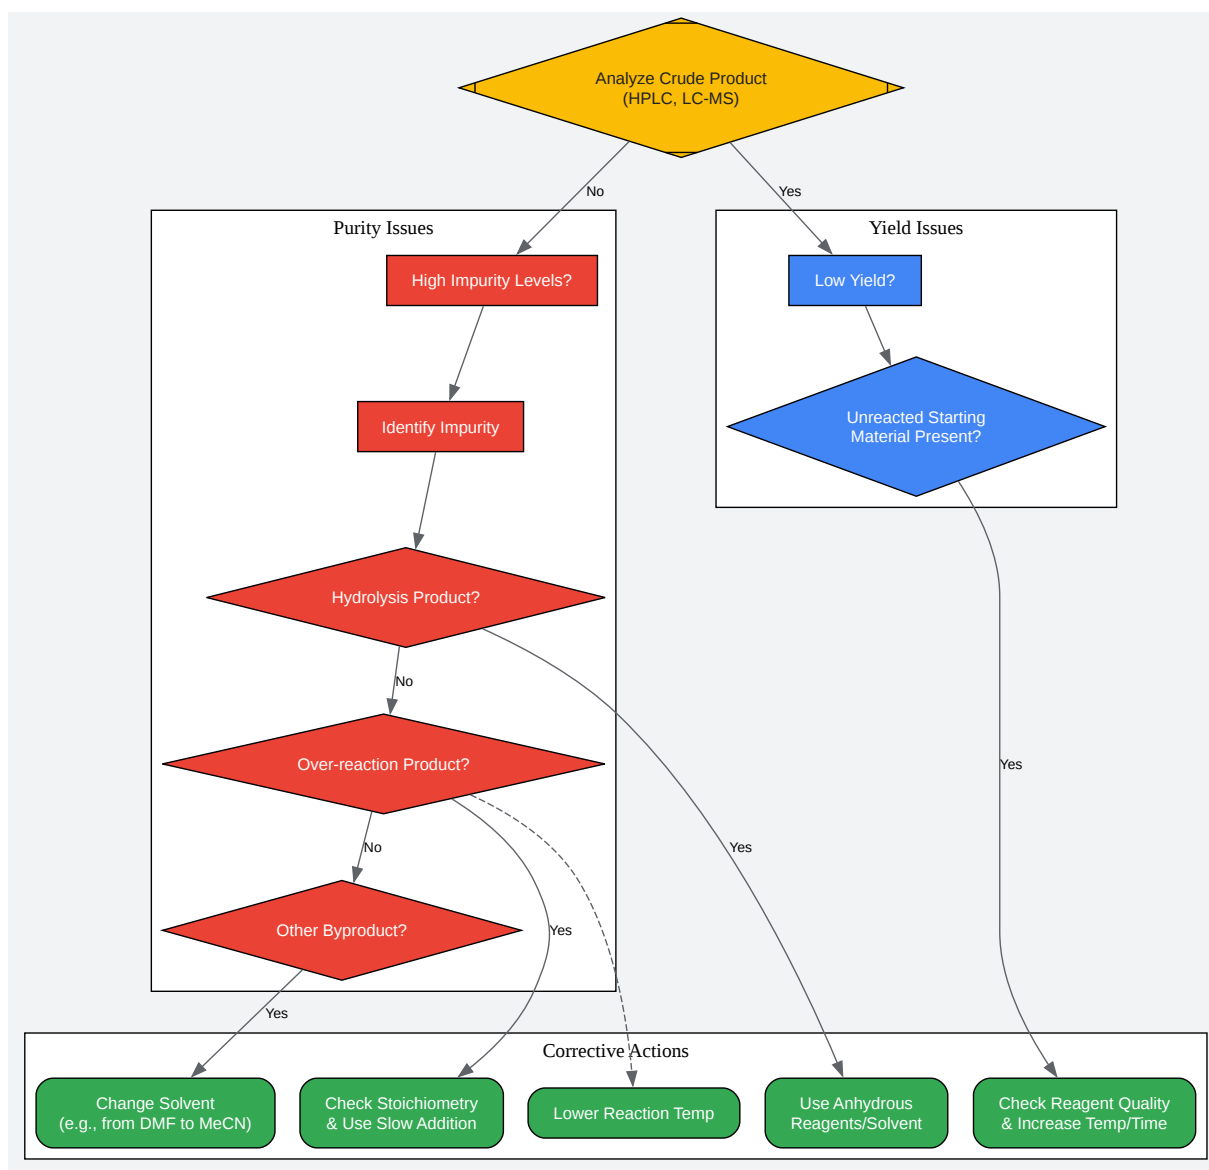 Analyze Crude Product
(HPLC, LC-MS)
No
Yes
Purity Issues
Yield Issues
High Impurity Levels?
Low Yield?
Identify Impurity
Unreacted Starting
Material Present?
Hydrolysis Product?
No
Over-reaction Product?
Yes
No
Yes
Other Byproduct?
Yes
Yes
Corrective Actions
Change Solvent
(e.g., from DMF to MeCN)
Check Stoichiometry
& Use Slow Addition
Lower Reaction Temp
Use Anhydrous
Reagents/Solvent
Check Reagent Quality
& Increase Temp/Time